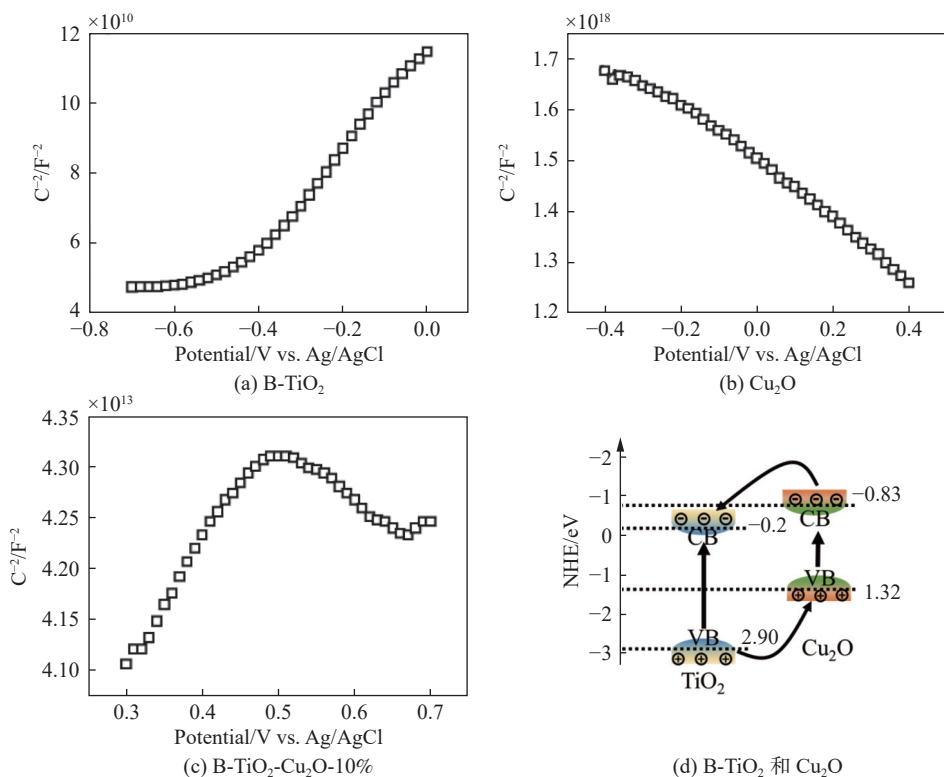 ×10¹⁰
12
10
8
6
4
C⁻²/F⁻²
−0.8 −0.6 −0.4 −0.2 0.0
Potential/V vs. Ag/AgCl
(a) B-TiO₂
×10¹⁸
1.7
1.6
1.5
1.4
1.3
1.2
C⁻²/F⁻²
−0.4 −0.2 0.0 0.2 0.4
Potential/V vs. Ag/AgCl
(b) Cu₂O
×10¹³
4.35
4.30
4.25
4.20
4.15
4.10
C⁻²/F⁻²
0.3 0.4 0.5 0.6 0.7
Potential/V vs. Ag/AgCl
(c) B-TiO₂-Cu₂O-10%
NHE/eV
−2
−1
0
−1
−2
−3
−0.83
CB
CB
−0.2
VB
1.32
VB
2.90
Cu₂O
TiO₂
(d) B-TiO₂ 和 Cu₂O